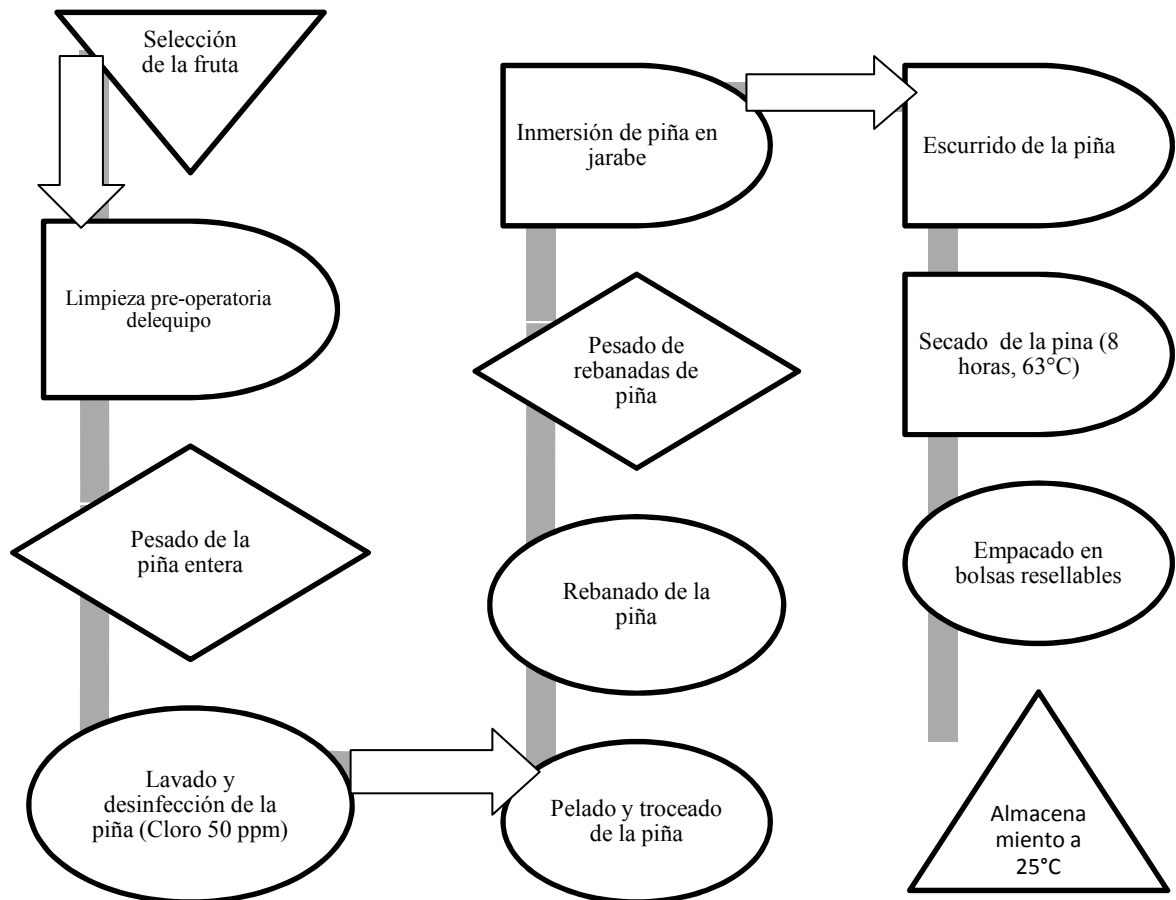 Selección
de la fruta
Limpieza pre-operatoria
delequipo
Pesado de la
piña entera
Lavado y
desinfección de la
piña (Cloro 50 ppm)
Pelado y troceado
de la piña
Rebanado de la
piña
Pesado de
rebanadas de
piña
Inmersión de piña en
jarabe
Escurrido de la piña
Secado de la pina (8
horas, 63°C)
Empacado en
bolsas resellables
Almacena
miento a
25°C